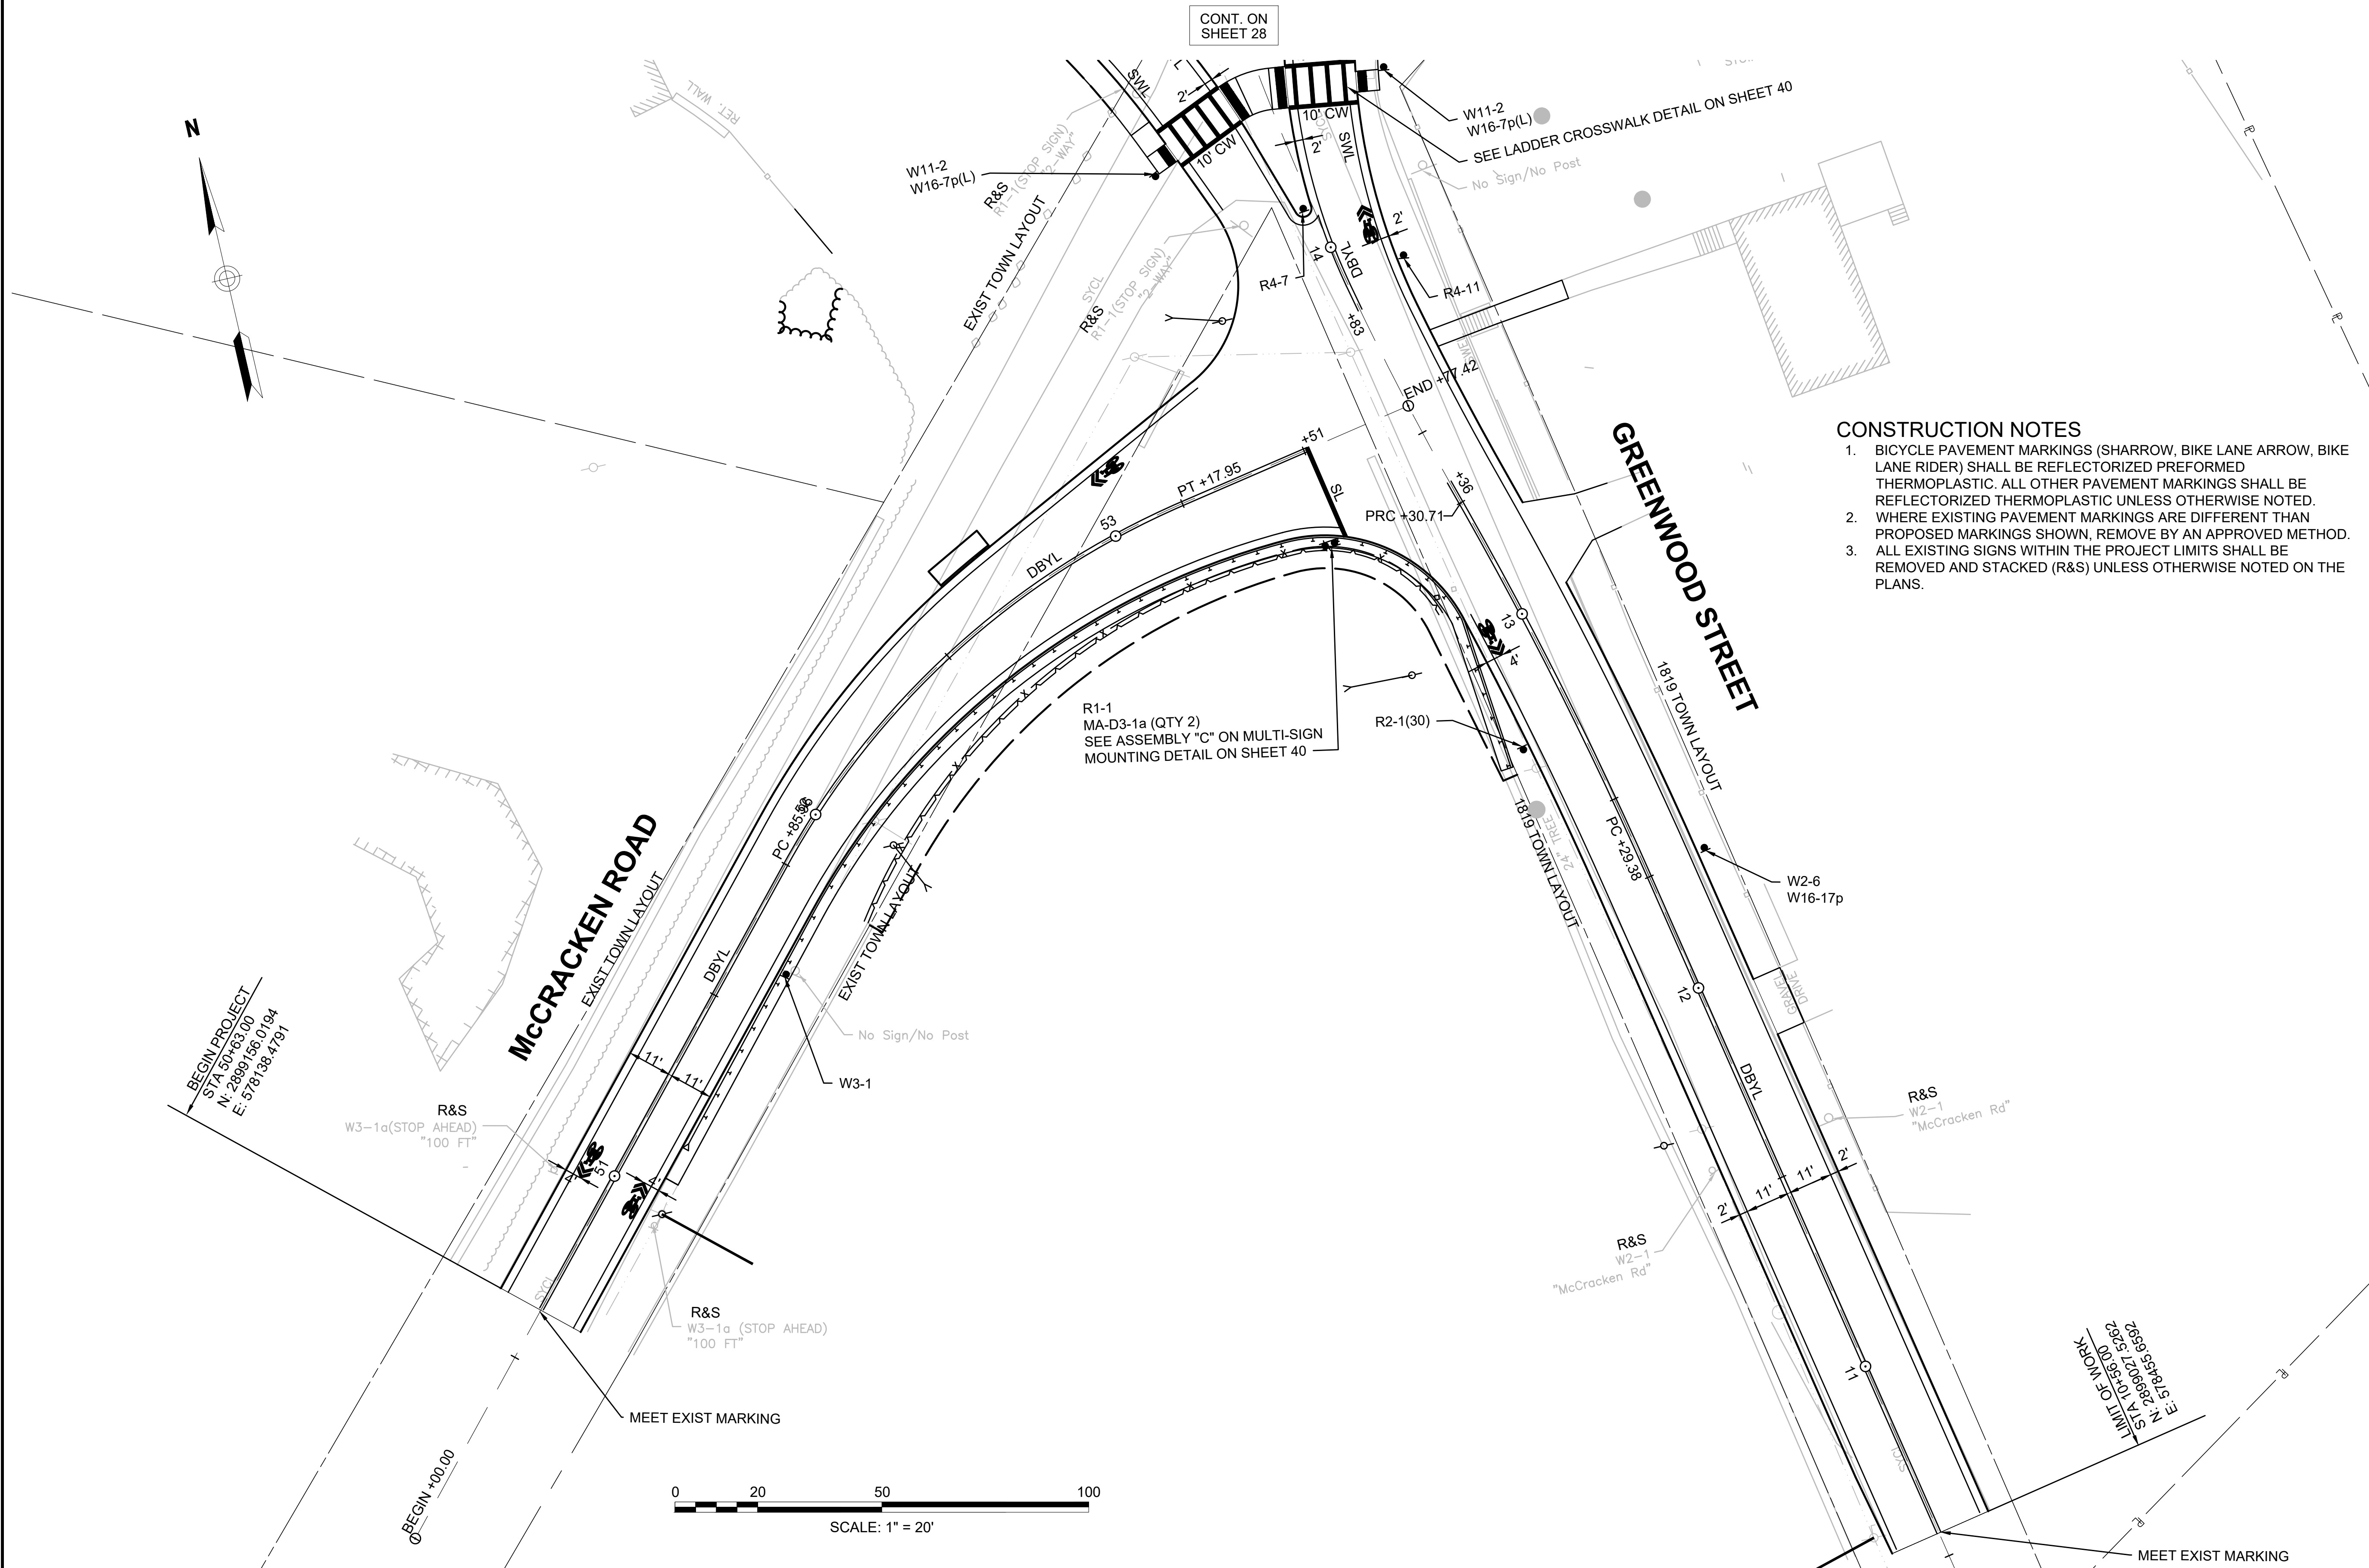 CONT. ON
SHEET 28
N
RET. WALL
SWL
2'
10' CW
W11-2
W16-7p(L)
R&S
R1-1(STOP SIGN)
"2-WAY"
EXIST TOWN LAYOUT
SYCL
R&S
R1-1(STOP SIGN)
"2-WAY"
10' CW
2'
SWL
W11-2
W16-7p(L)
SEE LADDER CROSSWALK DETAIL ON SHEET 40
No Sign/No Post
2'
14
DBYL
R4-7
R4-11
+83
END +77.42
+51
PT +17.95
SL
53
DBYL
+36
PRC +30.71
13
4'
GREENWOOD STREET
CONSTRUCTION NOTES
1. BICYCLE PAVEMENT MARKINGS (SHARROW, BIKE LANE ARROW, BIKE
LANE RIDER) SHALL BE REFLECTORIZED PREFORMED
THERMOPLASTIC. ALL OTHER PAVEMENT MARKINGS SHALL BE
REFLECTORIZED THERMOPLASTIC UNLESS OTHERWISE NOTED.
2. WHERE EXISTING PAVEMENT MARKINGS ARE DIFFERENT THAN
PROPOSED MARKINGS SHOWN, REMOVE BY AN APPROVED METHOD.
3. ALL EXISTING SIGNS WITHIN THE PROJECT LIMITS SHALL BE
REMOVED AND STACKED (R&S) UNLESS OTHERWISE NOTED ON THE
PLANS.
R1-1
MA-D3-1a (QTY 2)
SEE ASSEMBLY "C" ON MULTI-SIGN
MOUNTING DETAIL ON SHEET 40
R2-1(30)
1819 TOWN LAYOUT
1819 TOWN LAYOUT
24" TREE
PC +29.38
W2-6
W16-17p
12
GRAVEL
DRIVE
DBYL
PC +85.96
McCRACKEN ROAD
EXIST TOWN LAYOUT
DBYL
EXIST TOWN LAYOUT
No Sign/No Post
W3-1
11'
11'
BEGIN PROJECT
STA 50+63.00
N: 2899156.0194
E: 578138.4791
R&S
W3-1a(STOP AHEAD)
"100 FT"
51
4'
SYCL
R&S
W3-1a (STOP AHEAD)
"100 FT"
MEET EXIST MARKING
BEGIN +00.00
R&S
W2-1
"McCracken Rd"
2'
11'
11'
2'
R&S
W2-1
"McCracken Rd"
11
SYCL
LIMIT OF WORK
STA 10+56.00
N: 2899027.5262
E: 578455.6592
MEET EXIST MARKING
0 20 50 100
SCALE: 1" = 20'